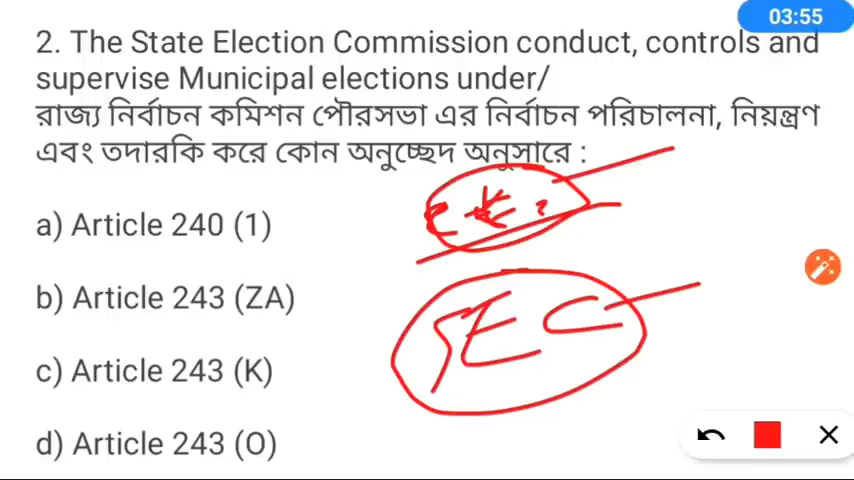 03:55
2. The State Election Commission conduct, controls and
supervise Municipal elections under/
রাজ্য নির্বাচন কমিশন পৌরসভা এর নির্বাচন পরিচালনা, নিয়ন্ত্রণ
এবং তদারকি করে কোন অনুচ্ছেদ অনুসারে :
a) Article 240 (1)
b) Article 243 (ZA)
SEC
c) Article 243 (K)
d) Article 243 (O)